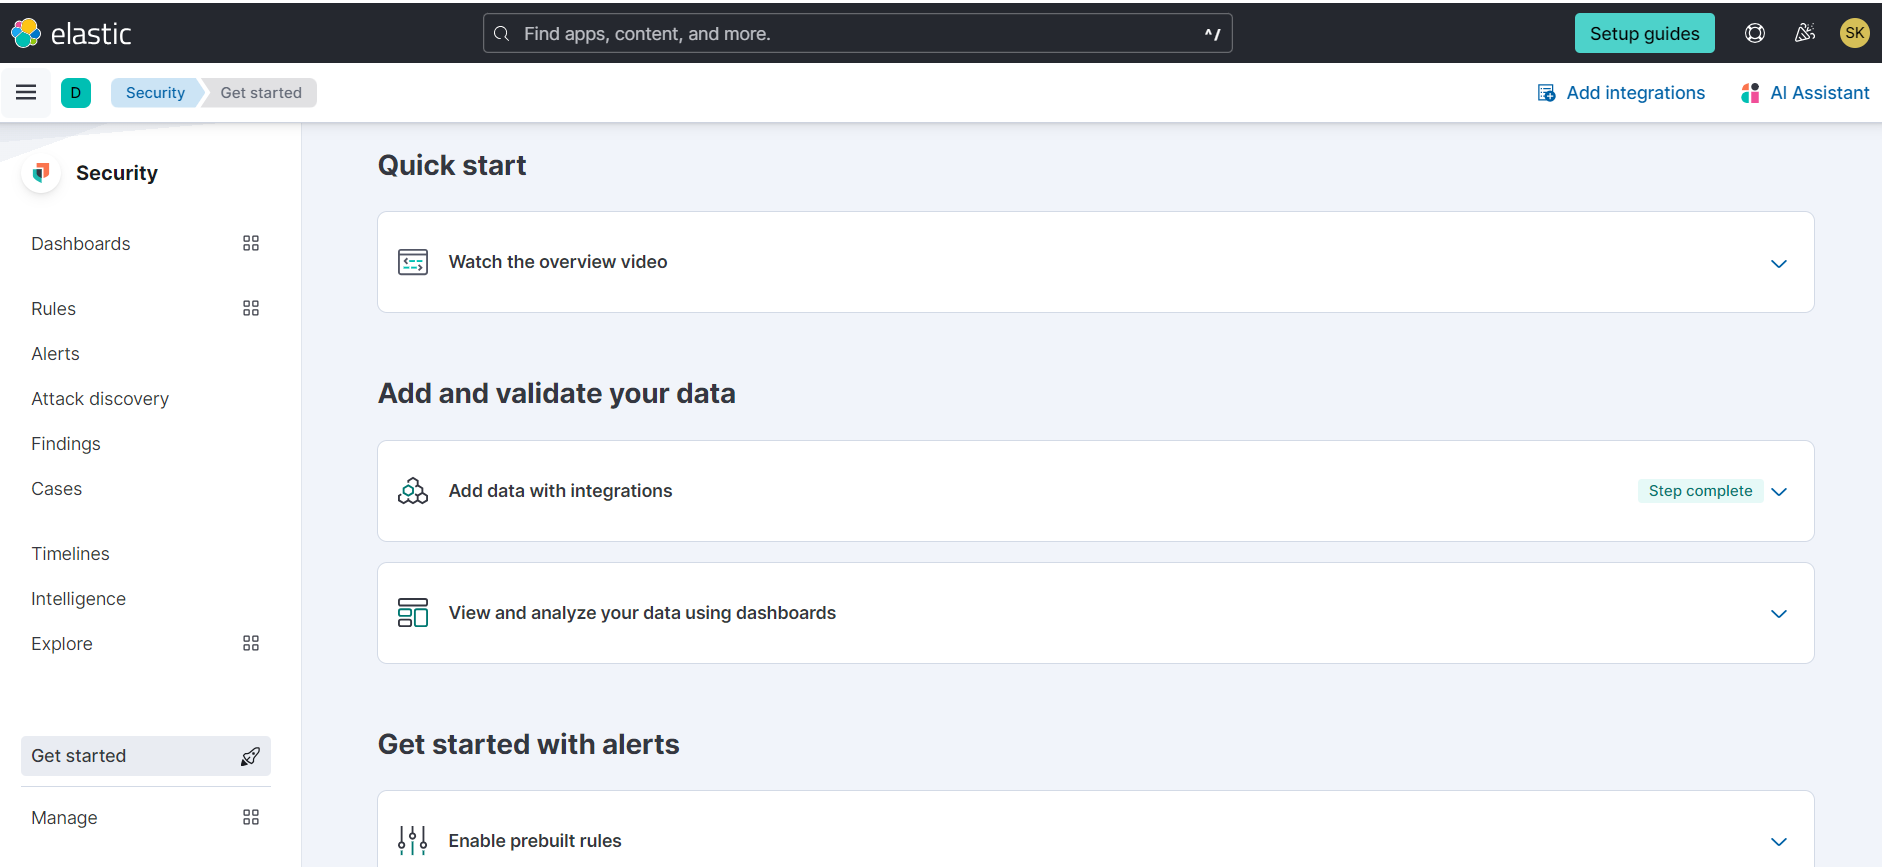 elastic
Find apps, content, and more.
^/
Setup guides
SK
D
Security
Get started
Add integrations
AI Assistant
Security
Dashboards
Rules
Alerts
Attack discovery
Findings
Cases
Timelines
Intelligence
Explore
Get started
Manage
Quick start
Watch the overview video
Add and validate your data
Add data with integrations
Step complete
View and analyze your data using dashboards
Get started with alerts
Enable prebuilt rules